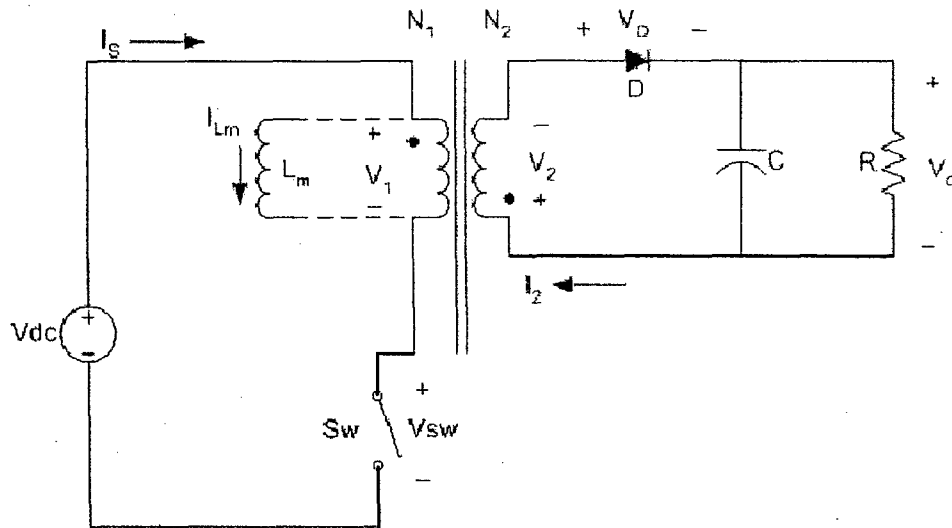 N1 N2 + VD −
IS
D
+
ILm
Lm
+
V1
−
−
V2
+
C
R
Vo
−
I2
Vdc
+
−
+
Sw Vsw
−